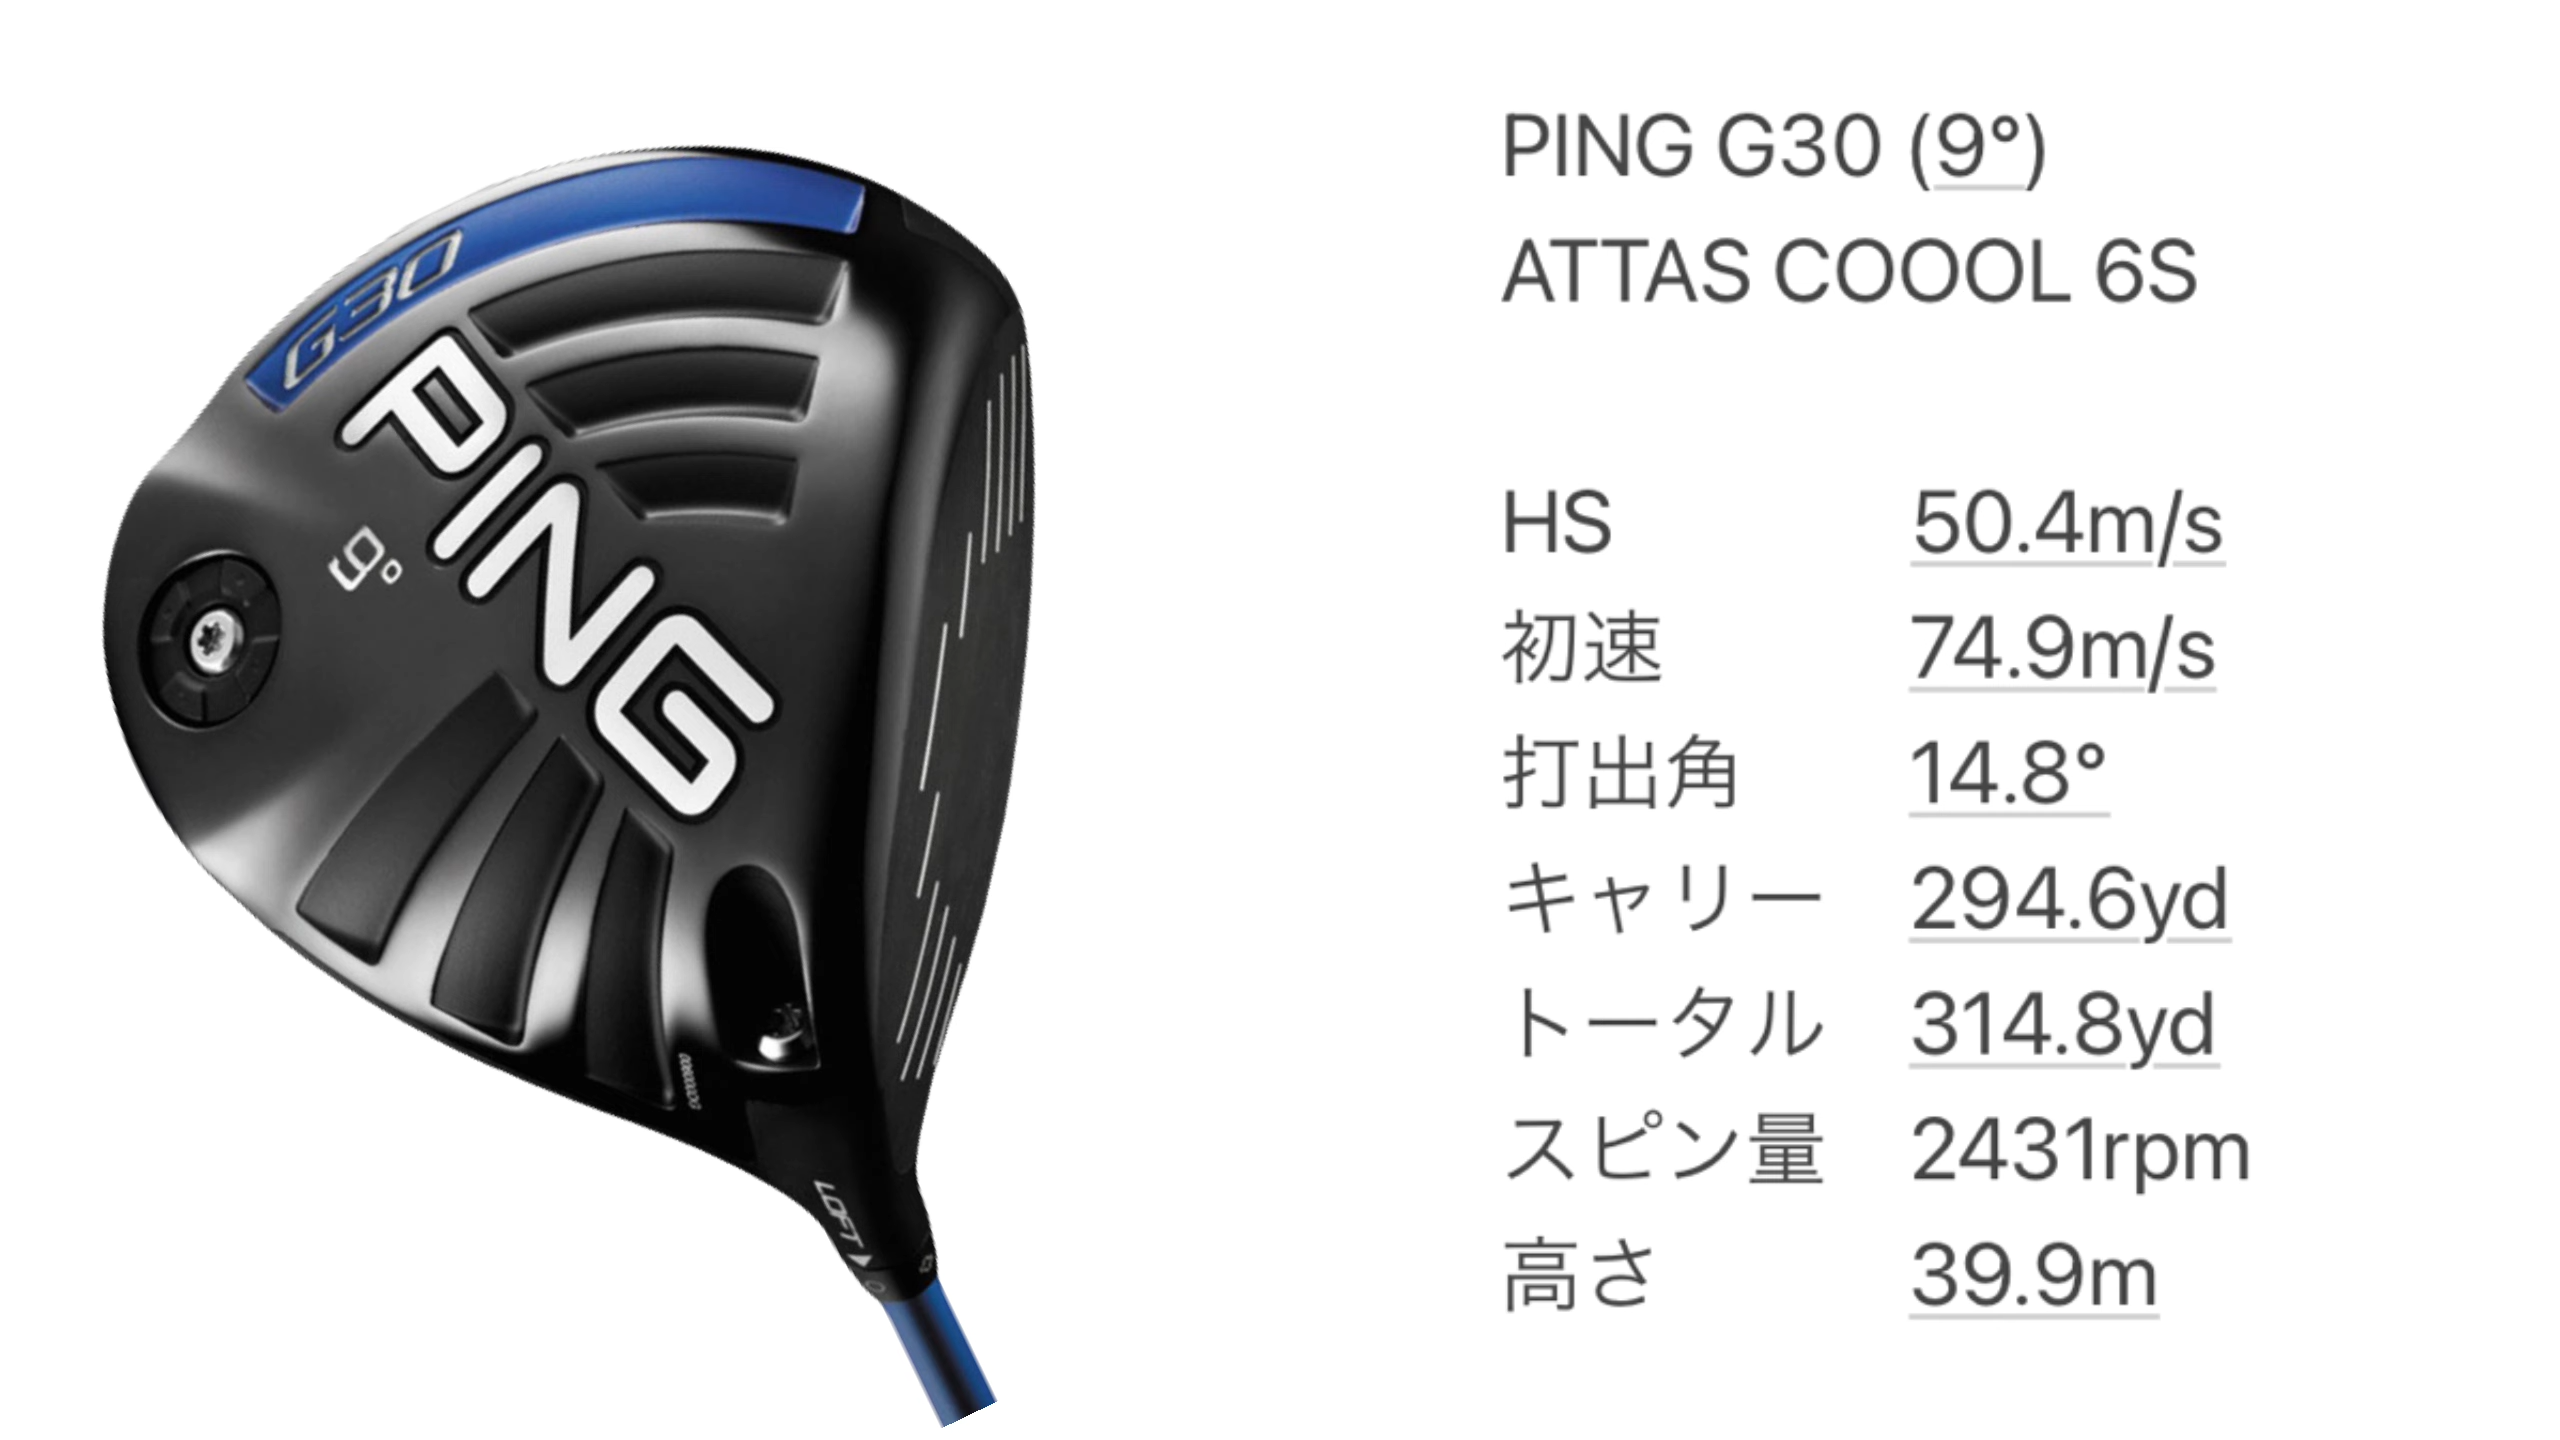 G30
PING
9°
LOFT
PING G30 (9°)
ATTAS COOOL 6S
HS 50.4m/s
初速 74.9m/s
打出角 14.8°
キャリー 294.6yd
トータル 314.8yd
スピン量 2431rpm
高さ 39.9m